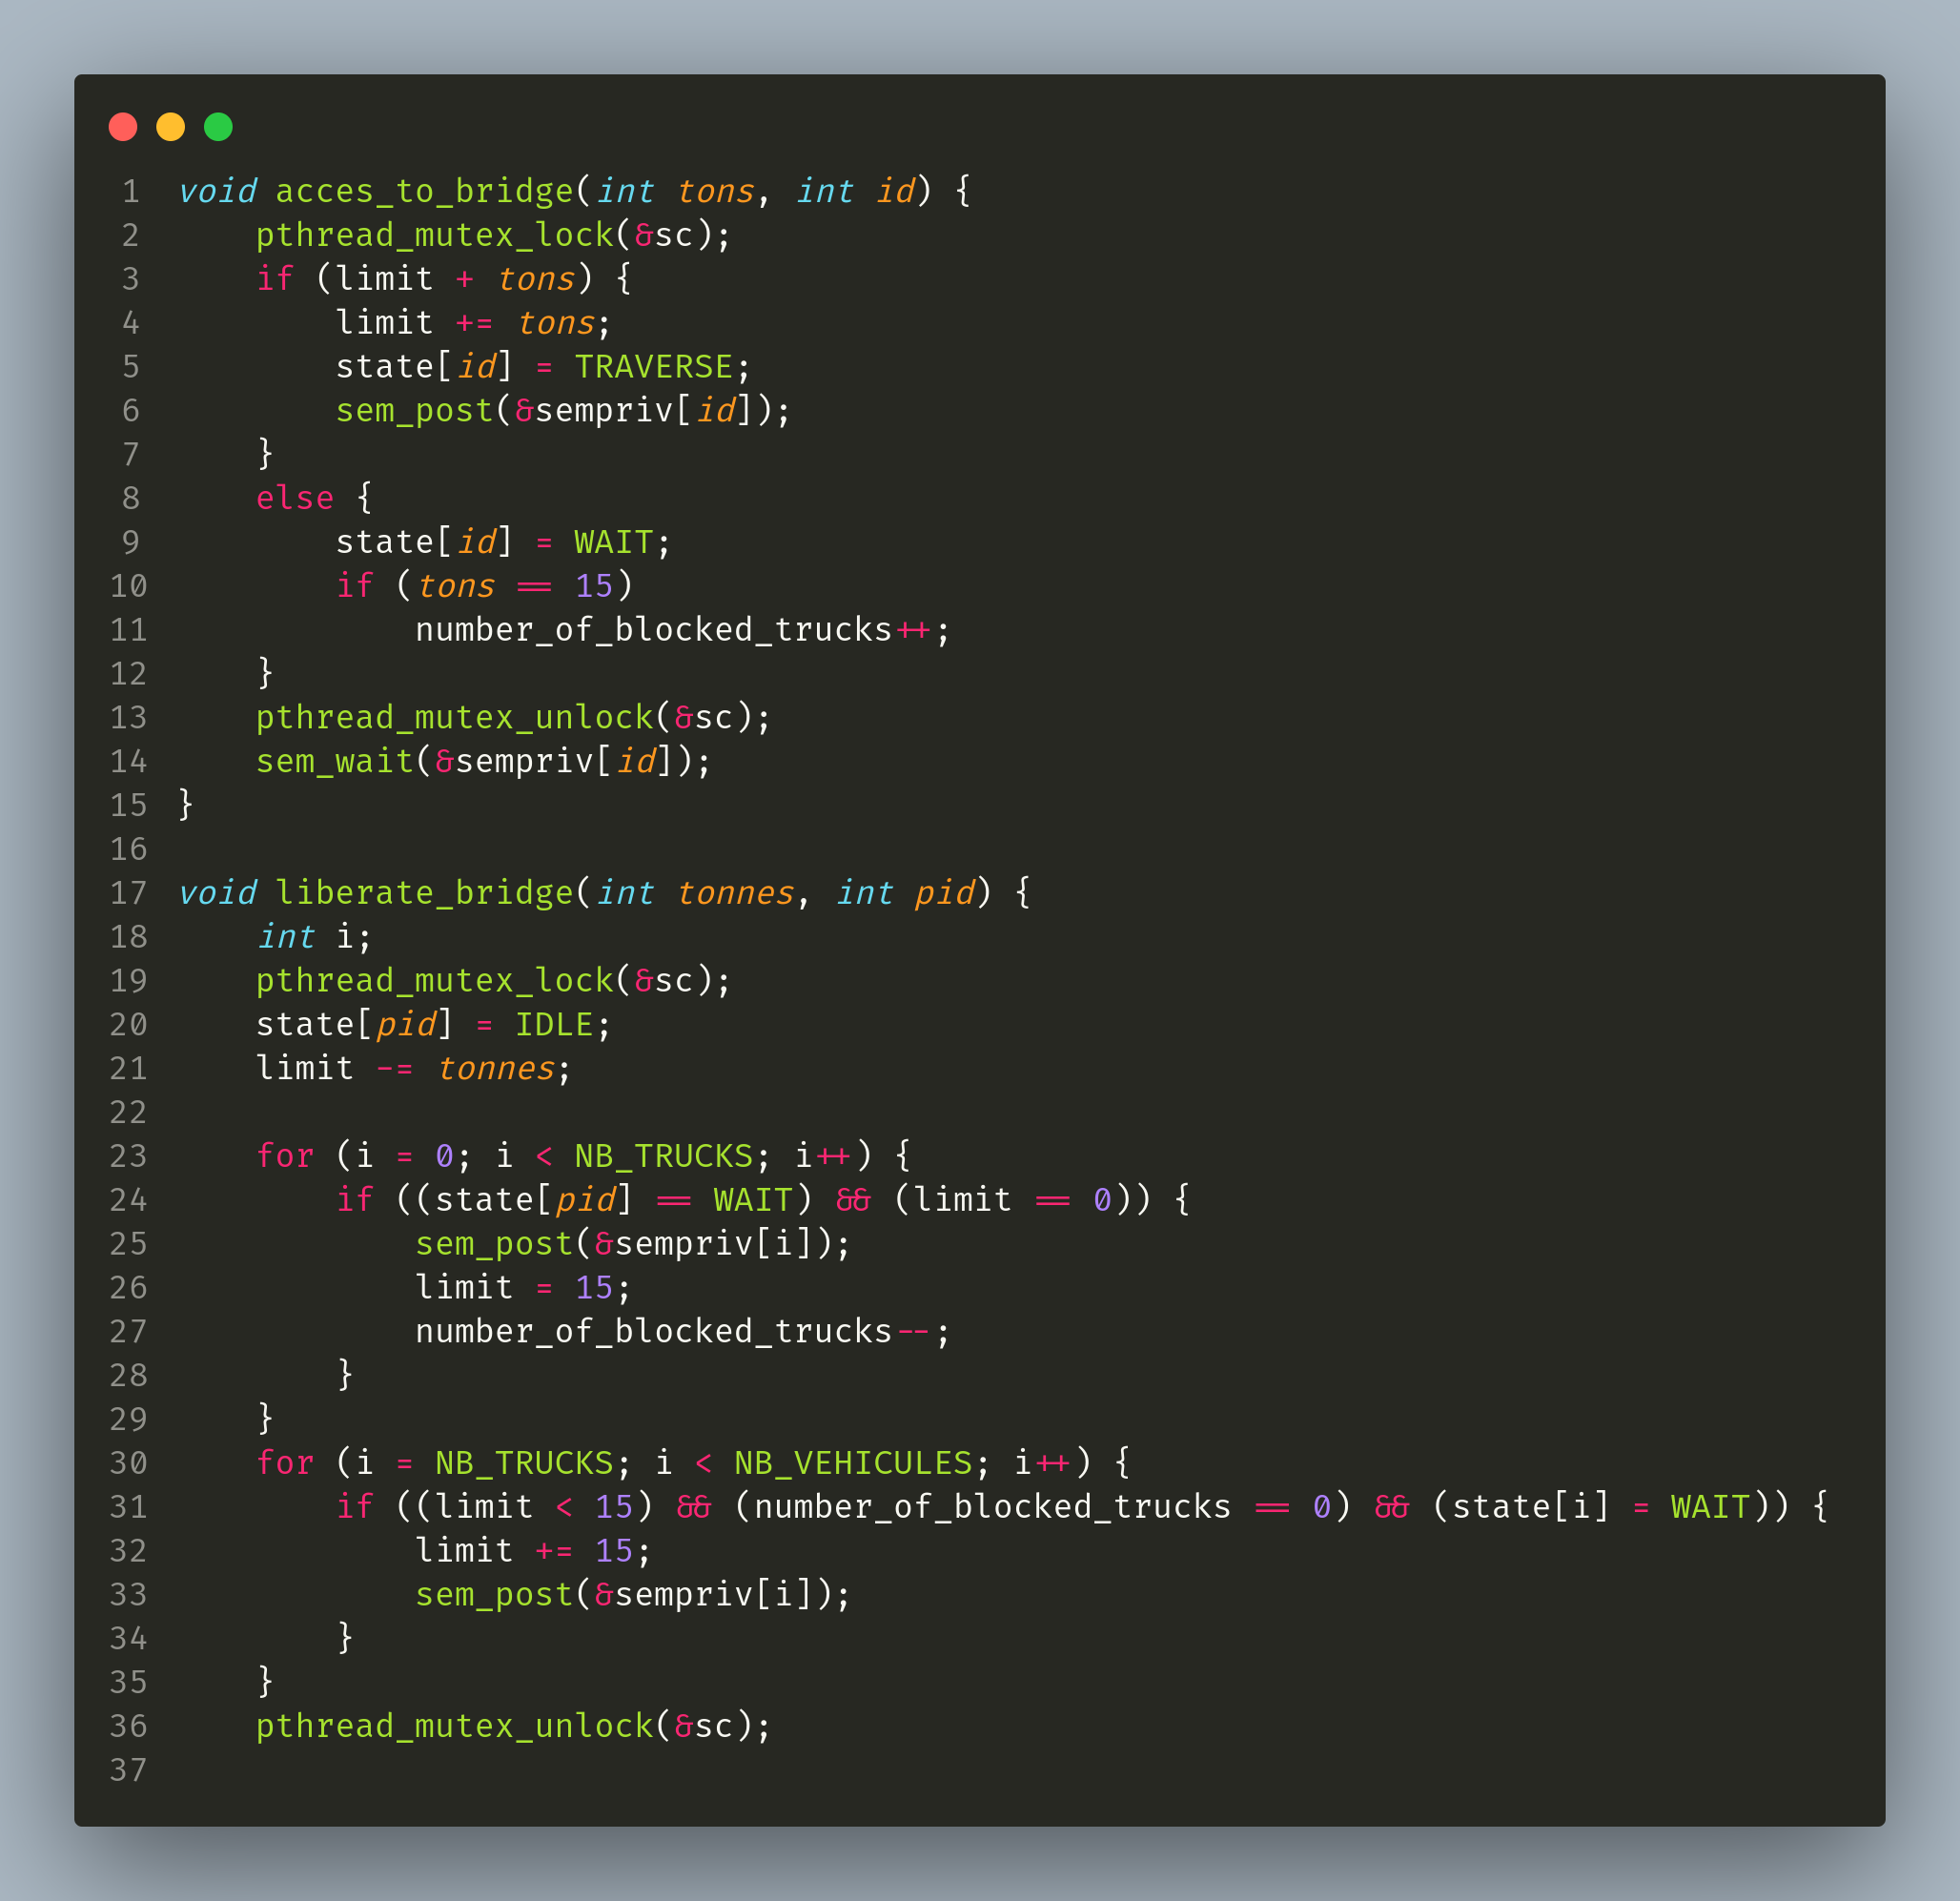 1 void acces_to_bridge(int tons, int id) {
2     pthread_mutex_lock(&sc);
3     if (limit + tons) {
4         limit += tons;
5         state[id] = TRAVERSE;
6         sem_post(&sempriv[id]);
7     }
8     else {
9         state[id] = WAIT;
10         if (tons == 15)
11             number_of_blocked_trucks++;
12     }
13     pthread_mutex_unlock(&sc);
14     sem_wait(&sempriv[id]);
15 }
16
17 void liberate_bridge(int tonnes, int pid) {
18     int i;
19     pthread_mutex_lock(&sc);
20     state[pid] = IDLE;
21     limit -= tonnes;
22
23     for (i = 0; i < NB_TRUCKS; i++) {
24         if ((state[pid] == WAIT) && (limit == 0)) {
25             sem_post(&sempriv[i]);
26             limit = 15;
27             number_of_blocked_trucks--;
28         }
29     }
30     for (i = NB_TRUCKS; i < NB_VEHICULES; i++) {
31         if ((limit < 15) && (number_of_blocked_trucks == 0) && (state[i] = WAIT)) {
32             limit += 15;
33             sem_post(&sempriv[i]);
34         }
35     }
36     pthread_mutex_unlock(&sc);
37